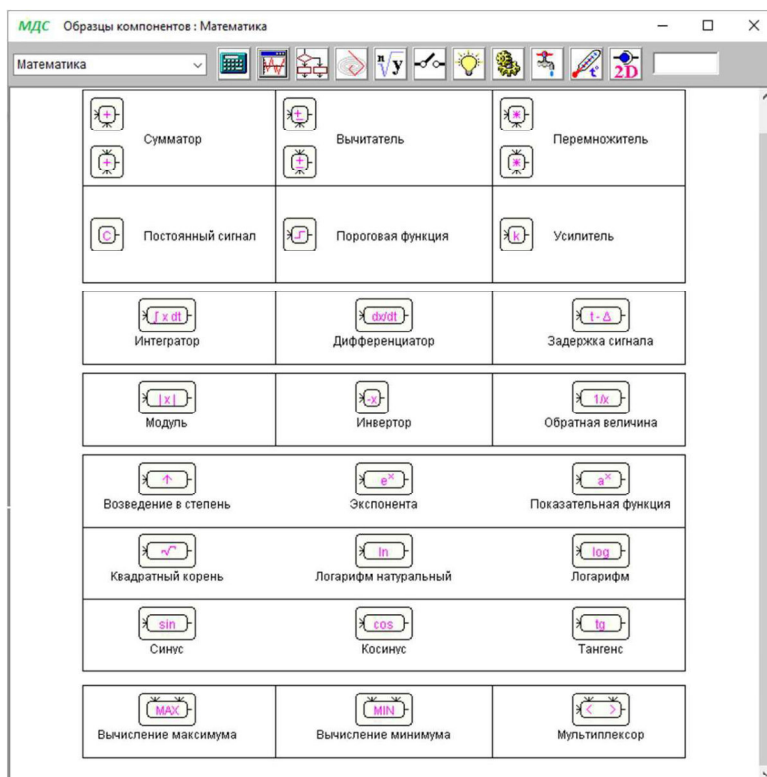 МДС Образцы компонентов : Математика
Математика
n√y t° 2D
+ Сумматор ± Вычитатель * Перемножитель
+ ± *
C Постоянный сигнал Пороговая функция k Усилитель
∫ x dt dx/dt t - Δ
Интегратор Дифференциатор Задержка сигнала
| x | -x 1/x
Модуль Инвертор Обратная величина
↑ eˣ aˣ
Возведение в степень Экспонента Показательная функция
√ ln log
Квадратный корень Логарифм натуральный Логарифм
sin cos tg
Синус Косинус Тангенс
MAX MIN < >
Вычисление максимума Вычисление минимума Мультиплексор